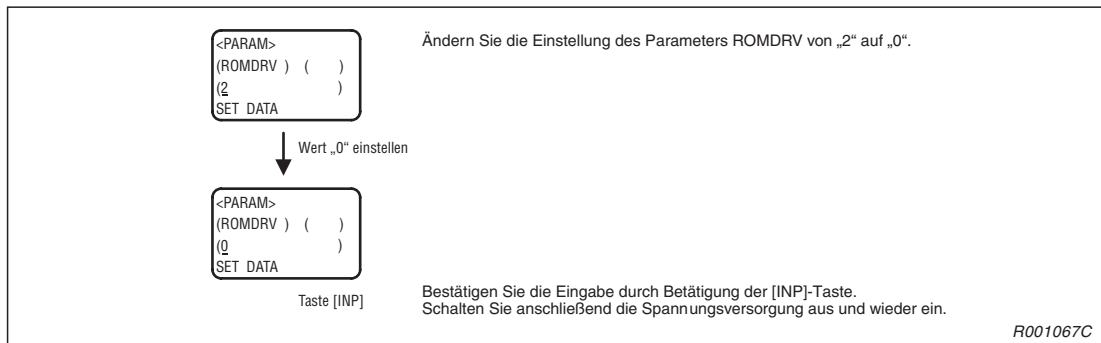 <PARAM>
(ROMDRV ) ( )
(2 )
SET DATA
Ändern Sie die Einstellung des Parameters ROMDRV von „2“ auf „0“.
Wert „0“ einstellen
<PARAM>
(ROMDRV ) ( )
(0 )
SET DATA
Taste [INP]
Bestätigen Sie die Eingabe durch Betätigung der [INP]-Taste.
Schalten Sie anschließend die Spannungsversorgung aus und wieder ein.
R001067C